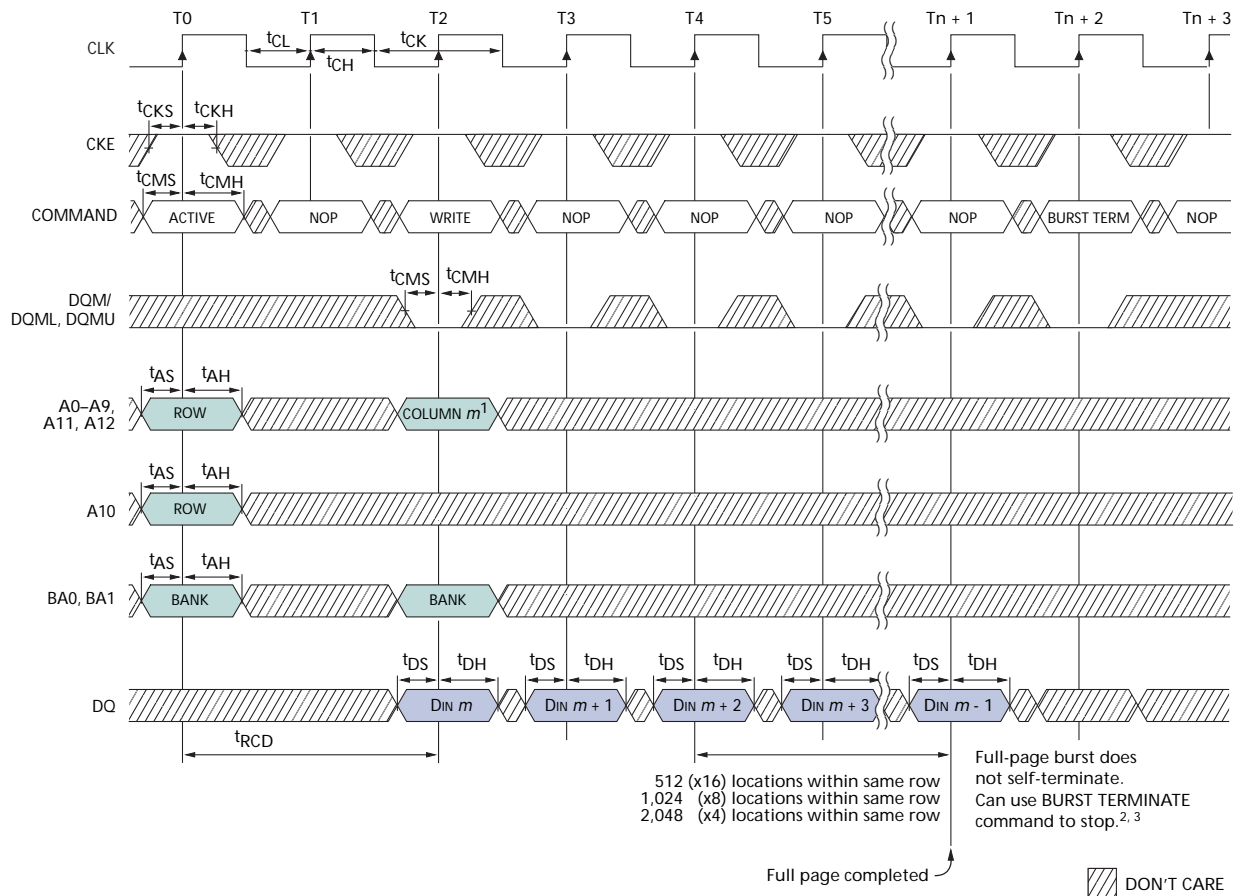 T0 T1 T2 T3 T4 T5 Tn + 1 Tn + 2 Tn + 3
CLK
tCL tCK
tCH
tCKS tCKH
CKE
tCMS tCMH
COMMAND ACTIVE NOP WRITE NOP NOP NOP NOP BURST TERM NOP
tCMS tCMH
DQM/
DQML, DQMU
tAS tAH
A0–A9,
A11, A12
ROW COLUMN m1
tAS tAH
A10 ROW
tAS tAH
BA0, BA1 BANK BANK
tDS tDH tDS tDH tDS tDH tDS tDH tDS tDH
DQ DIN m DIN m + 1 DIN m + 2 DIN m + 3 DIN m - 1
tRCD
512 (x16) locations within same row
1,024 (x8) locations within same row
2,048 (x4) locations within same row
Full-page burst does
not self-terminate.
Can use BURST TERMINATE
command to stop.2, 3
Full page completed
DON'T CARE